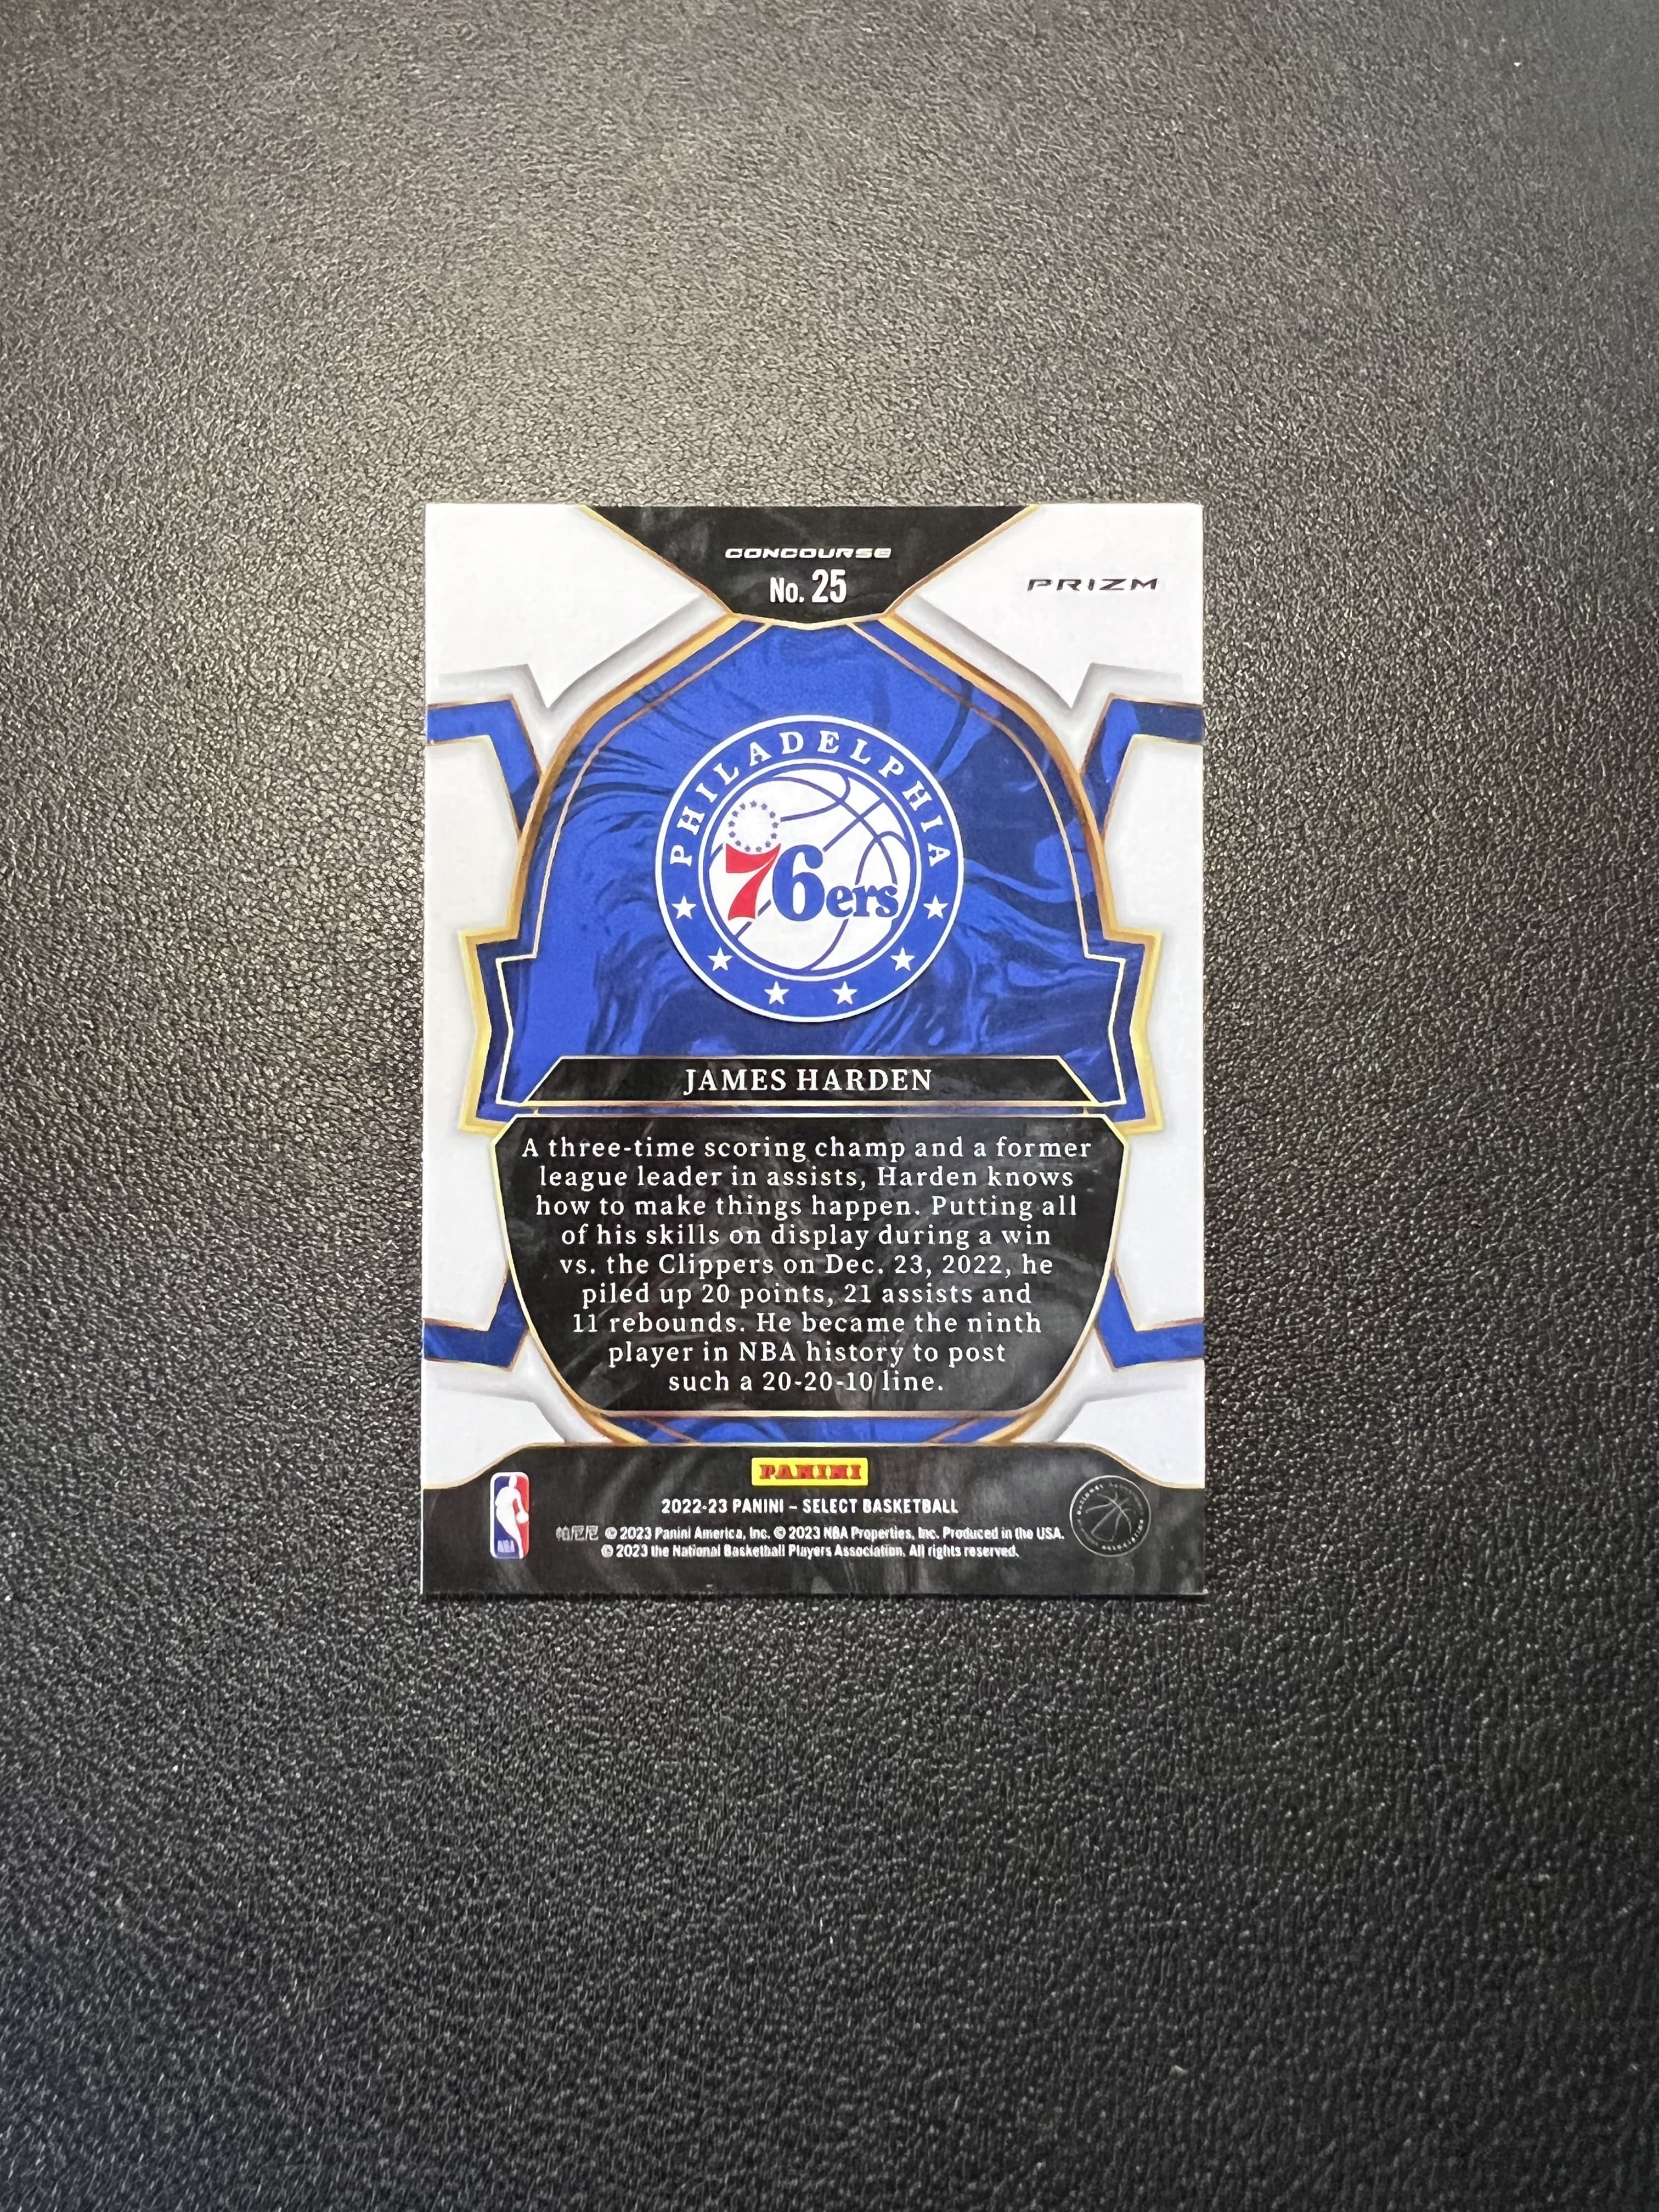 CONCOURSE
No. 25
PRIZM
PHILADELPHIA
76ers
JAMES HARDEN
A three-time scoring champ and a former
league leader in assists, Harden knows
how to make things happen. Putting all
of his skills on display during a win
vs. the Clippers on Dec. 23, 2022, he
piled up 20 points, 21 assists and
11 rebounds. He became the ninth
player in NBA history to post
such a 20-20-10 line.
PANINI
2022-23 PANINI – SELECT BASKETBALL
帕尼尼 © 2023 Panini America, Inc. © 2023 NBA Properties, Inc. Produced in the USA.
© 2023 the National Basketball Players Association. All rights reserved.
NBA